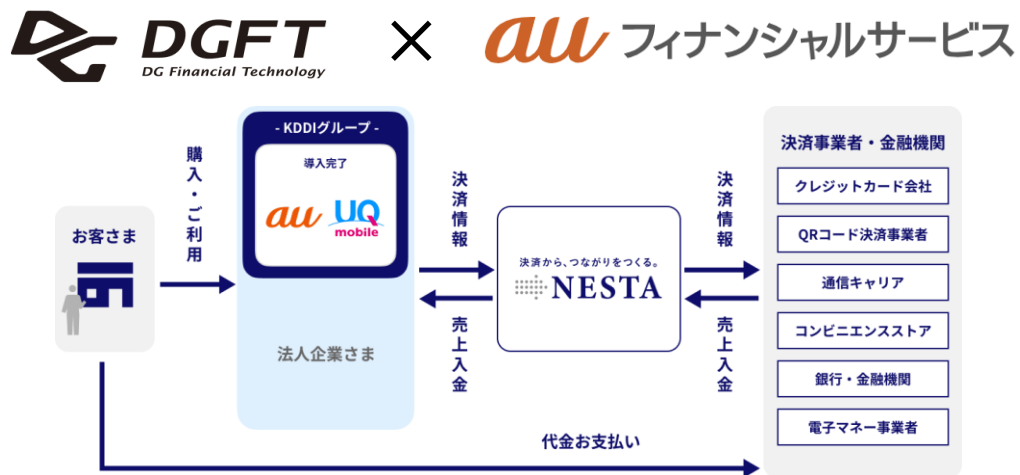 DGFT
DG Financial Technology
×
au フィナンシャルサービス
- KDDIグループ -
導入完了
au UQ
mobile
法人企業さま
お客さま
購入・ご利用
決済情報
売上入金
決済から、つながりをつくる。
NESTA
決済情報
売上入金
決済事業者・金融機関
クレジットカード会社
QRコード決済事業者
通信キャリア
コンビニエンスストア
銀行・金融機関
電子マネー事業者
代金お支払い